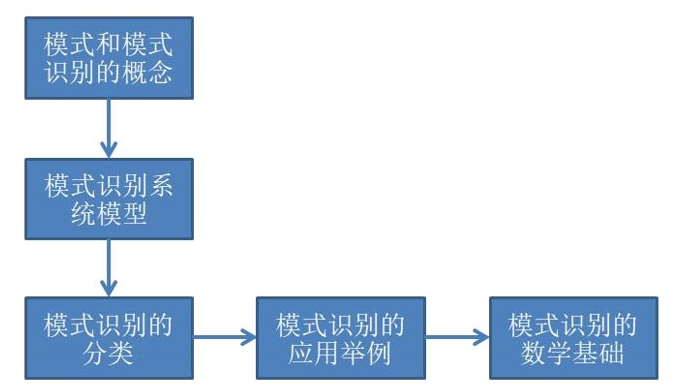 模式和模式
识别的概念
模式识别系
统模型
模式识别的
分类
模式识别的
应用举例
模式识别的
数学基础